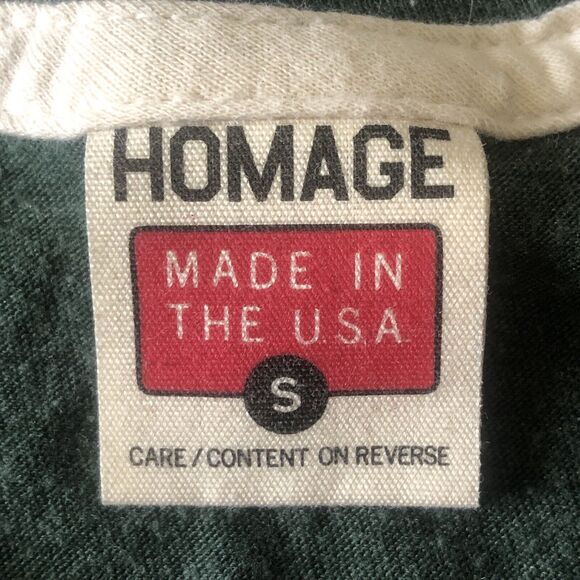 HOMAGE
MADE IN
THE U.S.A.
S
CARE/CONTENT ON REVERSE